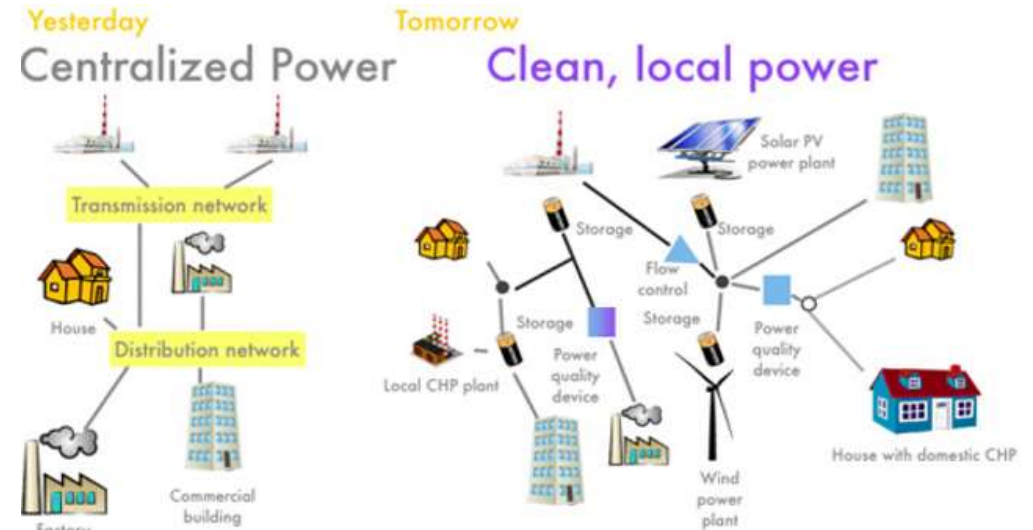 Yesterday
Centralized Power
Transmission network
House
Distribution network
Commercial
building
Factory
Tomorrow
Clean, local power
Solar PV
power plant
Storage
Storage
Flow
control
Storage
Storage
Power
quality
device
Power
quality
device
Local CHP plant
Wind
power
plant
House with domestic CHP